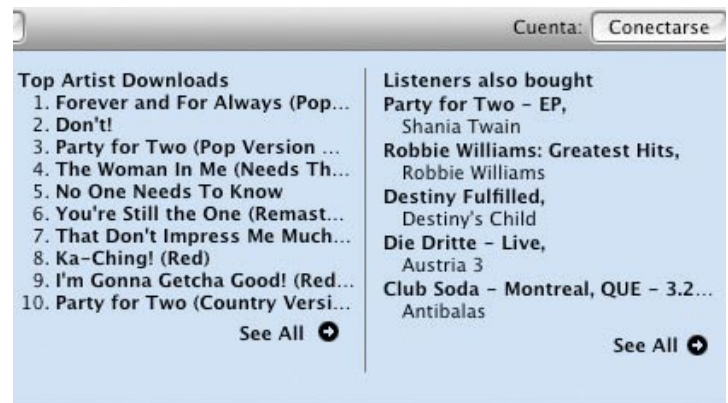 Cuenta: Conectarse
Top Artist Downloads
1. Forever and For Always (Pop...
2. Don't!
3. Party for Two (Pop Version ...
4. The Woman In Me (Needs Th...
5. No One Needs To Know
6. You're Still the One (Remast...
7. That Don't Impress Me Much...
8. Ka-Ching! (Red)
9. I'm Gonna Getcha Good! (Red...
10. Party for Two (Country Versi...
See All
Listeners also bought
Party for Two - EP,
Shania Twain
Robbie Williams: Greatest Hits,
Robbie Williams
Destiny Fulfilled,
Destiny's Child
Die Dritte - Live,
Austria 3
Club Soda - Montreal, QUE - 3.2...
Antibalas
See All